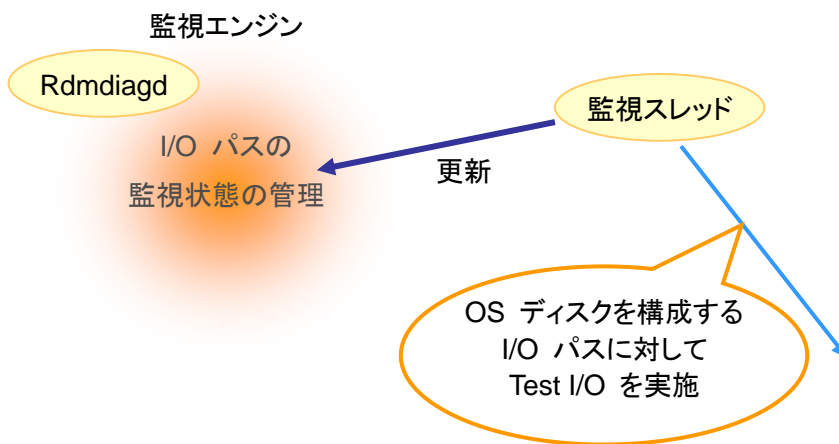 監視エンジン
Rdmdiagd
監視スレッド
I/O パスの
監視状態の管理
更新
OS ディスクを構成する
I/O パスに対して
Test I/O を実施